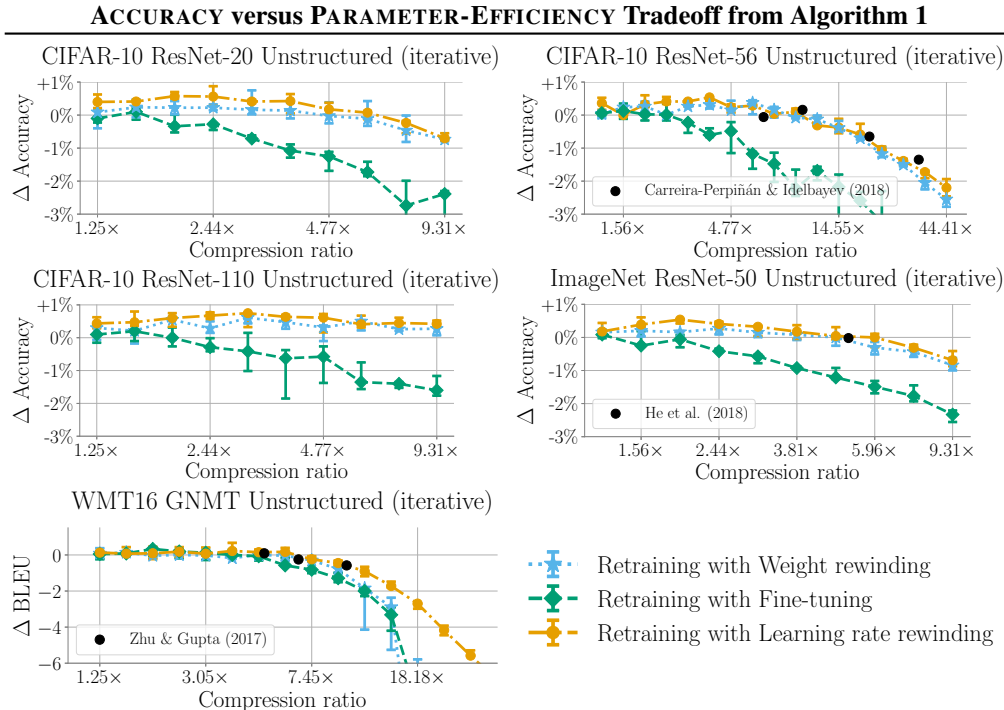 ACCURACY versus PARAMETER-EFFICIENCY Tradeoff from Algorithm 1
CIFAR-10 ResNet-20 Unstructured (iterative)
+1%
0%
-1%
-2%
-3%
Δ Accuracy
1.25× 2.44× 4.77× 9.31×
Compression ratio
CIFAR-10 ResNet-56 Unstructured (iterative)
+1%
0%
-1%
-2%
-3%
Δ Accuracy
Carreira-Perpiñán & Idelbayev (2018)
1.56× 4.77× 14.55× 44.41×
Compression ratio
CIFAR-10 ResNet-110 Unstructured (iterative)
+1%
0%
-1%
-2%
-3%
Δ Accuracy
1.25× 2.44× 4.77× 9.31×
Compression ratio
ImageNet ResNet-50 Unstructured (iterative)
+1%
0%
-1%
-2%
-3%
Δ Accuracy
He et al. (2018)
1.56× 2.44× 3.81× 5.96× 9.31×
Compression ratio
WMT16 GNMT Unstructured (iterative)
0
−2
−4
−6
Δ BLEU
Zhu & Gupta (2017)
1.25× 3.05× 7.45× 18.18×
Compression ratio
Retraining with Weight rewinding
Retraining with Fine-tuning
Retraining with Learning rate rewinding